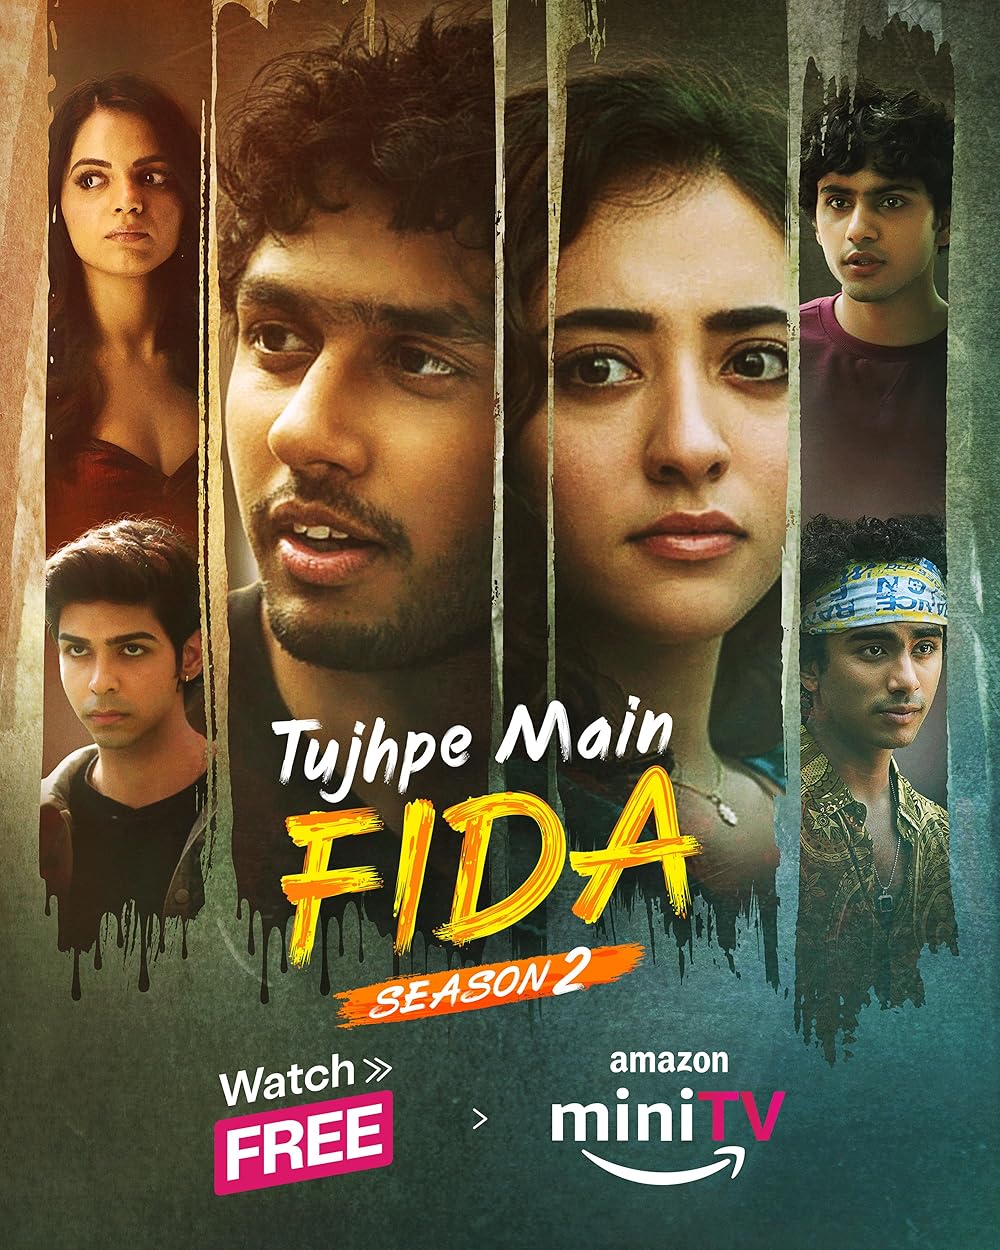 Tujhpe Main
FIDA
SEASON 2
Watch >>
FREE
>
amazon
miniTV